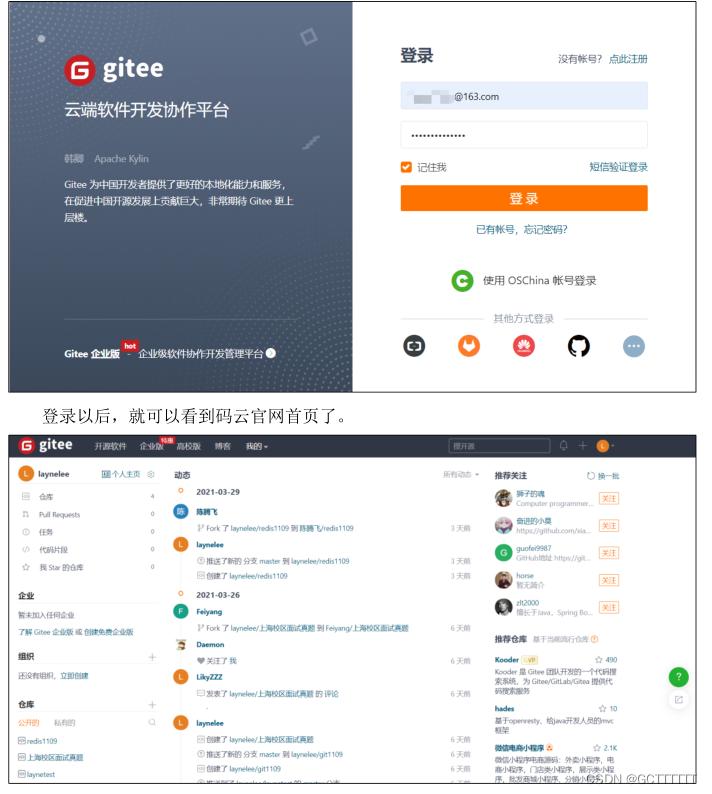 gitee
云端软件开发协作平台
韩卿 Apache Kylin
Gitee 为中国开发者提供了更好的本地化能力和服务，
在促进中国开源发展上贡献巨大，非常期待 Gitee 更上
层楼。
hot
Gitee 企业版 - 企业级软件协作开发管理平台
登录
没有帐号？ 点此注册
@163.com
••••••••••••••
记住我 短信验证登录
登 录
已有帐号，忘记密码？
使用 OSChina 帐号登录
其他方式登录
登录以后，就可以看到码云官网首页了。
gitee 开源软件 企业版 特惠 高校版 博客 我的 搜开源 L
L laynelee 个人主页
仓库 4
Pull Requests 0
任务 0
代码片段 0
我 Star 的仓库 0
企业
暂未加入任何企业
了解 Gitee 企业版 或 创建免费企业版
组织
还没有组织，立即创建
仓库
公开的 私有的
redis1109
上海校区面试真题
laynetest
动态 所有动态
2021-03-29
陈 陈腾飞
Fork 了 laynelee/redis1109 到 陈腾飞/redis1109 3 天前
L laynelee
推送了新的 分支 master 到 laynelee/redis1109 3 天前
创建了 laynelee/redis1109 3 天前
2021-03-26
F Feiyang
Fork 了 laynelee/上海校区面试真题 到 Feiyang/上海校区面试真题 6 天前
Daemon
关注了 我 6 天前
L LikyZZZ
发表了 laynelee/上海校区面试真题 的 评论 6 天前
.
L laynelee
创建了 laynelee/上海校区面试真题 6 天前
推送了新的 分支 master 到 laynelee/git1109 6 天前
创建了 laynelee/git1109 6 天前
推荐关注 换一批
狮子的魂 关注
Computer programmer...
奋进的小莫 关注
https://github.com/xia...
G guofei9987 关注
GitHub地址:https://git...
horse 关注
暂无简介
zlt2000 关注
擅长于Java、Spring Bo...
推荐仓库 基于当前流行仓库
Kooder GVP 490
Kooder 是 Gitee 团队开发的一个代码搜
索系统，为 Gitee/GitLab/Gitea 提供代
码搜索服务
hades 10
基于openresty，给java开发人员的mvc
框架
微信电商小程序 2.1K
微信小程序电商源码：外卖小程序，电
商小程序，门店类小程序，展示类小程
序，批发商城小程序，分销小
?
CSDN @GCTTTTTT